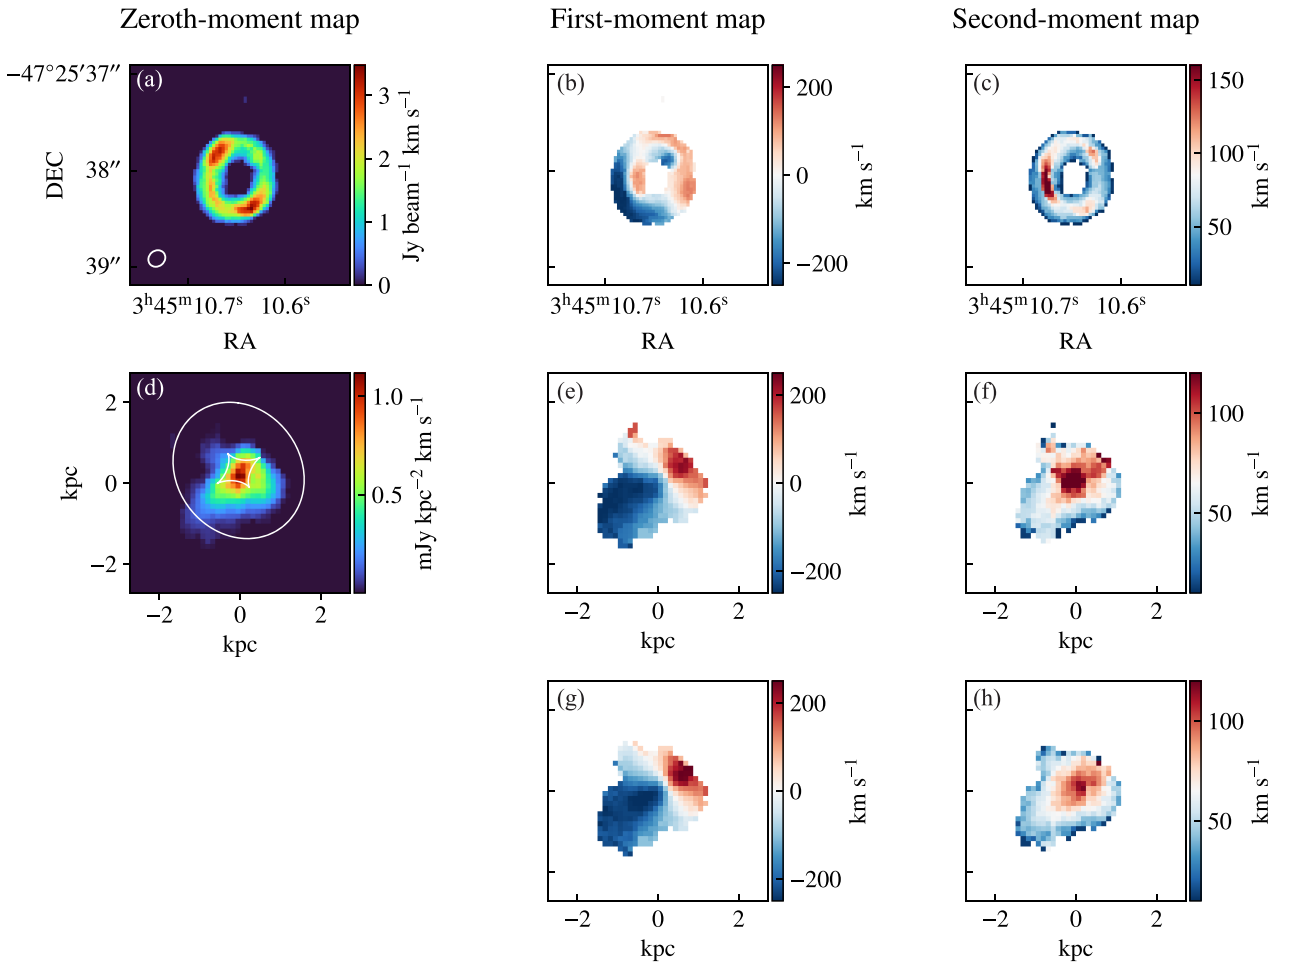 Zeroth-moment map First-moment map Second-moment map
(a) (b) (c)
−47°25′37″ 38″ 39″
DEC
3 2 1 0
Jy beam⁻¹ km s⁻¹
200 0 −200
km s⁻¹
150 100 50
km s⁻¹
3ʰ45ᵐ10.7ˢ 10.6ˢ 3ʰ45ᵐ10.7ˢ 10.6ˢ 3ʰ45ᵐ10.7ˢ 10.6ˢ
RA RA RA
(d) (e) (f)
2 0 −2
kpc
1.0 0.5
mJy kpc⁻² km s⁻¹
200 0 −200
km s⁻¹
100 50
km s⁻¹
−2 0 2 −2 0 2 −2 0 2
kpc kpc kpc
(g) (h)
200 0 −200
km s⁻¹
100 50
km s⁻¹
−2 0 2 −2 0 2
kpc kpc